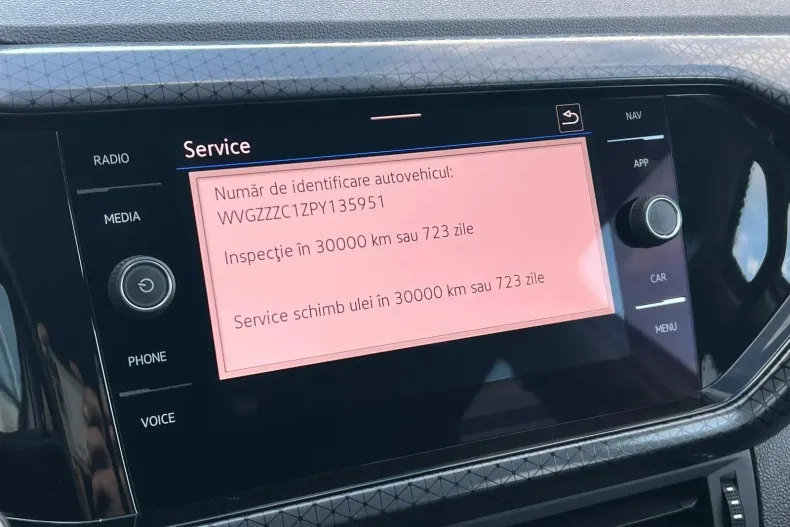 Service
NAV
RADIO
APP
MEDIA
Număr de identificare autovehicul:
WVGZZZC1ZPY135951
Inspecţie în 30000 km sau 723 zile
Service schimb ulei în 30000 km sau 723 zile
CAR
MENU
PHONE
VOICE